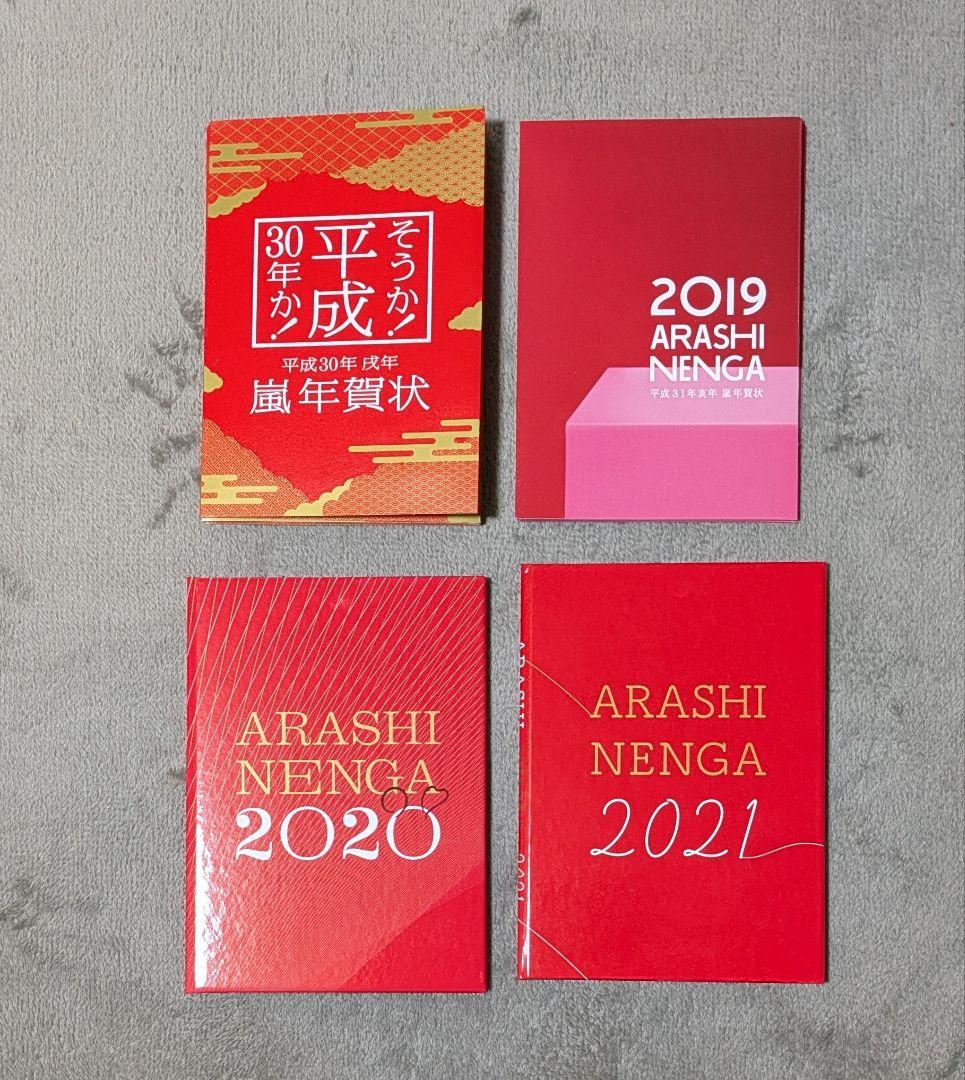 そうか！
平成
30年か！
平成30年 戌年
嵐年賀状
2019
ARASHI
NENGA
平成31年亥年 嵐年賀状
ARASHI
NENGA
2020
ARASHI
NENGA
2021
ARASHI
2021